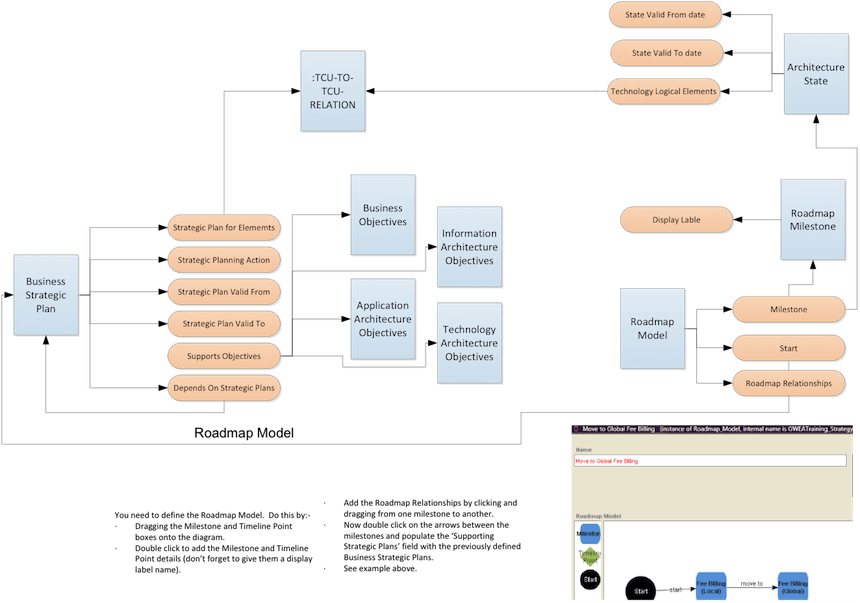 State Valid From date
State Valid To date
Technology Logical Elements
Architecture
State
:TCU-TO-
TCU-
RELATION
Business
Objectives
Information
Architecture
Objectives
Application
Architecture
Objectives
Technology
Architecture
Objectives
Strategic Plan for Elements
Strategic Planning Action
Strategic Plan Valid From
Strategic Plan Valid To
Supports Objectives
Depends On Strategic Plans
Business
Strategic
Plan
Display Lable
Roadmap
Milestone
Roadmap
Model
Milestone
Start
Roadmap Relationships
Roadmap Model
You need to define the Roadmap Model. Do this by:-
· Dragging the Milestone and Timeline Point
boxes onto the diagram.
· Double click to add the Milestone and Timeline
Point details (don’t forget to give them a display
label name).
· Add the Roadmap Relationships by clicking and
dragging from one milestone to another.
· Now double click on the arrows between the
milestones and populate the ‘Supporting
Strategic Plans’ field with the previously defined
Business Strategic Plans.
· See example above.
Move to Global Fee Billing (instance of Roadmap_Model, internal name is GWEATraining_Strategy
Name
Move to Global Fee Billing
Roadmap Model
Milestone
Timeline
Start
Start
start
Fee Billing
(Local)
move to
Fee Billing
(Global)